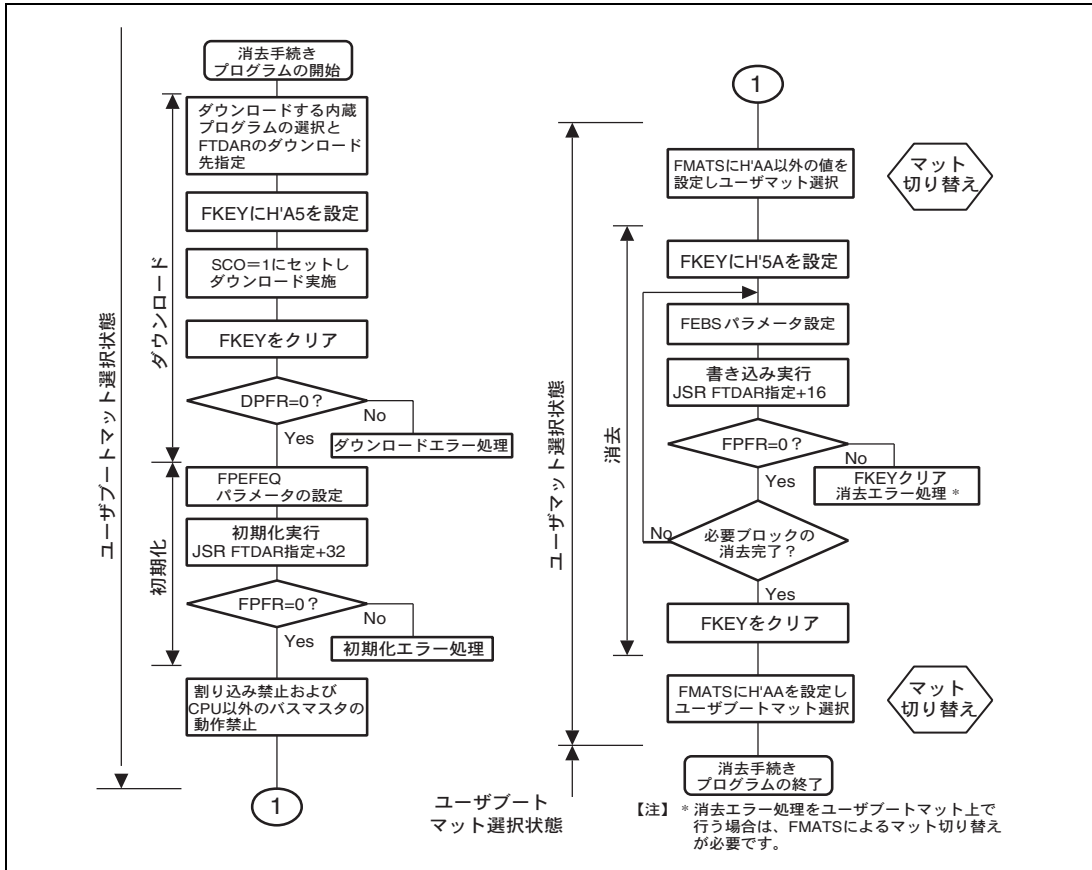 消去手続き
プログラムの開始
ダウンロードする内蔵
プログラムの選択と
FTDARのダウンロード
先指定
FKEYにH'A5を設定
SCO=1にセットし
ダウンロード実施
FKEYをクリア
DPFR=0?
No
Yes
ダウンロードエラー処理
FPEFEQ
パラメータの設定
初期化実行
JSR FTDAR指定+32
FPFR=0?
No
Yes
初期化エラー処理
割り込み禁止および
CPU以外のバスマスタの
動作禁止
1
ユーザブートマット選択状態
ダウンロード
初期化
1
FMATSにH'AA以外の値を
設定しユーザマット選択
マット
切り替え
FKEYにH'5Aを設定
FEBSパラメータ設定
書き込み実行
JSR FTDAR指定+16
FPFR=0?
No
Yes
FKEYクリア
消去エラー処理 *
必要ブロックの
消去完了?
No
Yes
FKEYをクリア
FMATSにH'AAを設定し
ユーザブートマット選択
マット
切り替え
消去手続き
プログラムの終了
ユーザマット選択状態
消去
ユーザブート
マット選択状態
【注】 * 消去エラー処理をユーザブートマット上で
行う場合は、FMATSによるマット切り替え
が必要です。